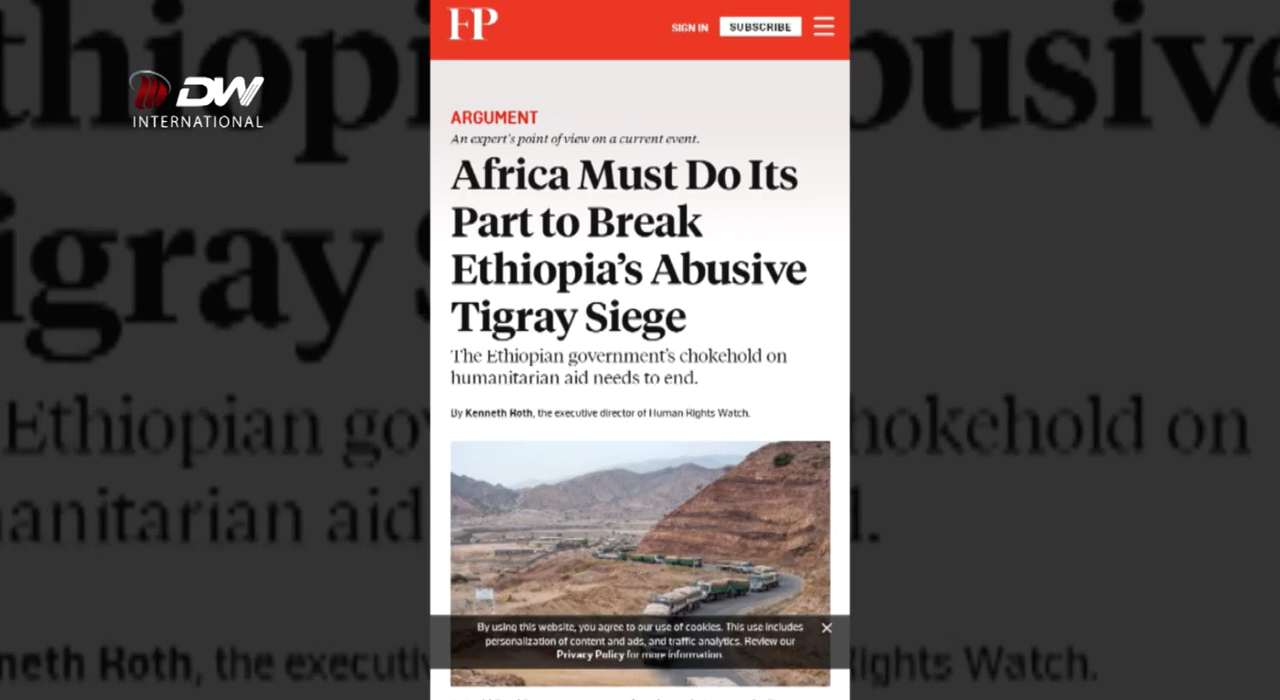 FP
SIGN IN
SUBSCRIBE
DW
INTERNATIONAL
ARGUMENT
An expert's point of view on a current event.
Africa Must Do Its
Part to Break
Ethiopia's Abusive
Tigray Siege
The Ethiopian government's chokehold on
humanitarian aid needs to end.
By Kenneth Roth, the executive director of Human Rights Watch.
By using this website, you agree to our use of cookies. This use includes
personalization of content and ads, and traffic analytics. Review our
Privacy Policy for more information.